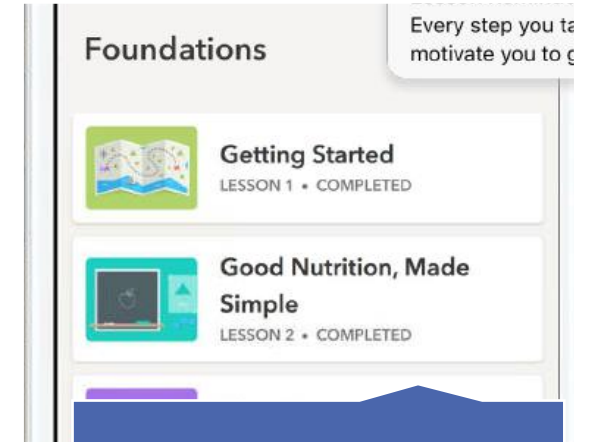 Every step you ta
motivate you to g
Foundations
Getting Started
LESSON 1 • COMPLETED
Good Nutrition, Made
Simple
LESSON 2 • COMPLETED